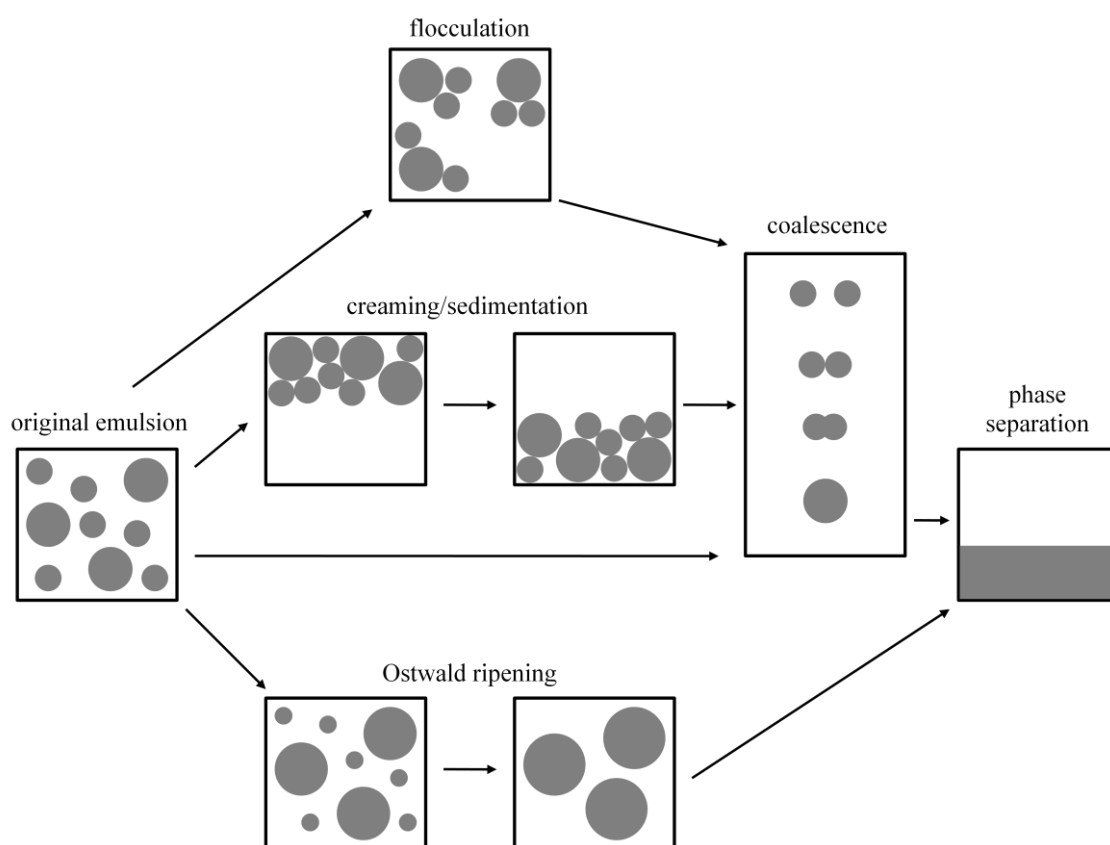 flocculation
coalescence
creaming/sedimentation
original emulsion
phase
separation
Ostwald ripening